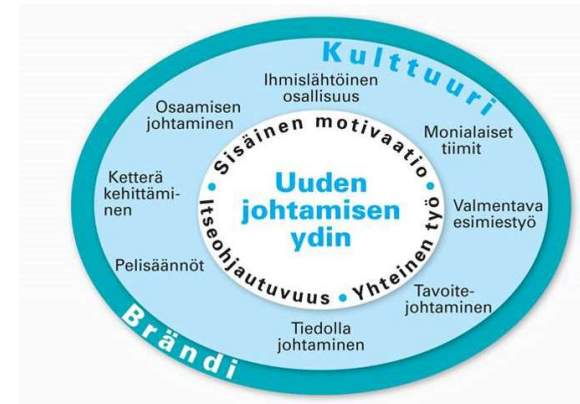 Kulttuuri
Ihmislähtöinen
osallisuus
Osaamisen
johtaminen
Monialaiset
tiimit
Ketterä
kehittämi-
nen
Valmentava
esimiestyö
Pelisäännöt
Tavoite-
johtaminen
Tiedolla
johtaminen
Sisäinen motivaatio
• Yhteinen työ •
Itseohjautuvuus •
Uuden
johtamisen
ydin
Brändi